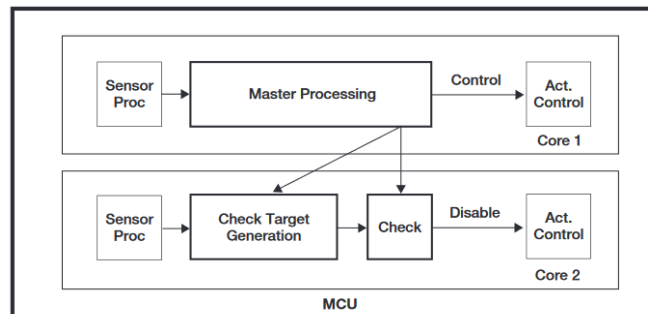 Sensor
Proc
Master Processing
Control
Act.
Control
Core 1
Sensor
Proc
Check Target
Generation
Check
Disable
Act.
Control
Core 2
MCU